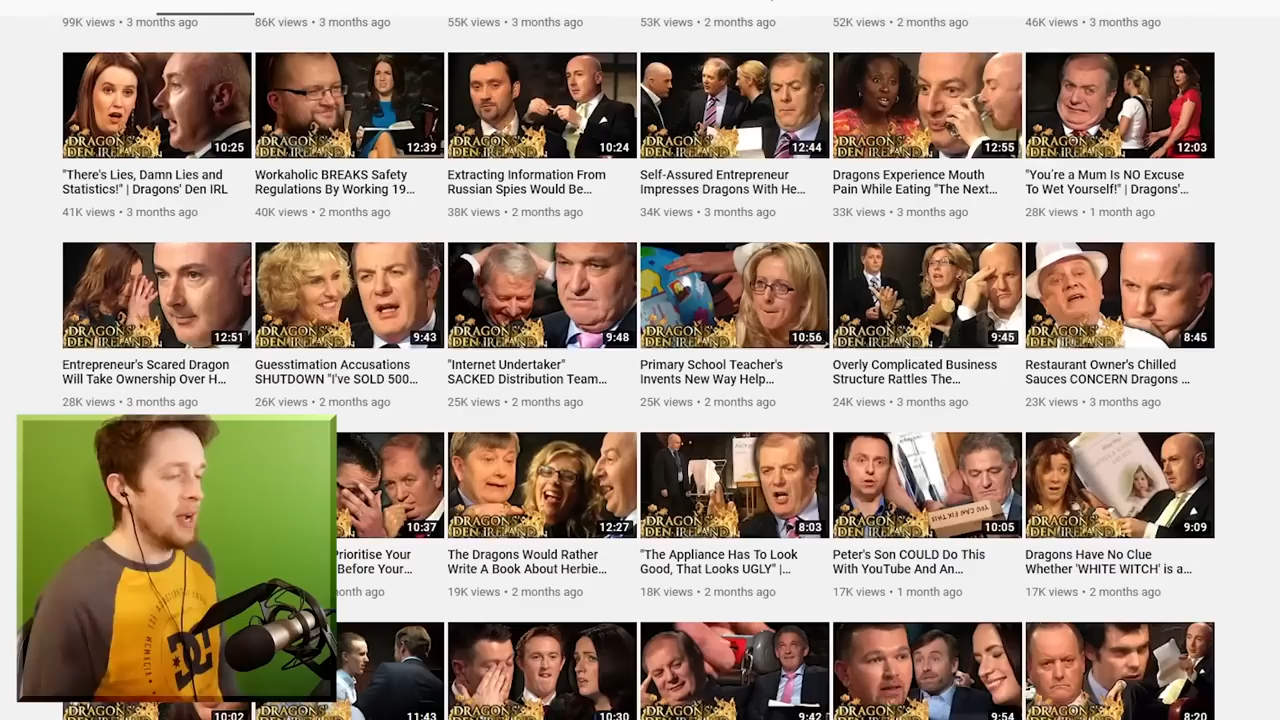 99K views • 3 months ago
86K views • 3 months ago
55K views • 3 months ago
53K views • 2 months ago
52K views • 2 months ago
46K views • 3 months ago
DRAGONS' DEN IRELAND 10:25
DRAGONS' DEN IRELAND 12:39
DRAGONS' DEN IRELAND 10:24
DRAGONS' DEN IRELAND 12:44
DRAGONS' DEN IRELAND 12:55
DRAGONS' DEN IRELAND 12:03
"There's Lies, Damn Lies and
Statistics!" | Dragons' Den IRL
41K views • 3 months ago
Workaholic BREAKS Safety
Regulations By Working 19...
40K views • 2 months ago
Extracting Information From
Russian Spies Would Be...
38K views • 2 months ago
Self-Assured Entrepreneur
Impresses Dragons With He...
34K views • 3 months ago
Dragons Experience Mouth
Pain While Eating "The Next...
33K views • 3 months ago
"You're a Mum Is NO EXCUSE
To Wet Yourself!" | Dragons'...
28K views • 1 month ago
DRAGONS' DEN IRELAND 12:51
DRAGONS' DEN IRELAND 9:43
DRAGONS' DEN IRELAND 9:48
DRAGONS' DEN IRELAND 10:56
DRAGONS' DEN IRELAND 9:45
DRAGONS' DEN IRELAND 8:45
Entrepreneur's Scared Dragon
Will Take Ownership Over H...
28K views • 3 months ago
Guesstimation Accusations
SHUTDOWN "I've SOLD 500...
26K views • 2 months ago
"Internet Undertaker"
SACKED Distribution Team...
25K views • 2 months ago
Primary School Teacher's
Invents New Way Help...
25K views • 2 months ago
Overly Complicated Business
Structure Rattles The...
24K views • 3 months ago
Restaurant Owner's Chilled
Sauces CONCERN Dragons ...
23K views • 3 months ago
10:37
DRAGONS' DEN IRELAND 12:27
DRAGONS' DEN IRELAND 8:03
YOU CAN FIX THIS
DRAGONS' DEN IRELAND 10:05
DRAGONS' DEN IRELAND 9:09
Prioritise Your
Before Your...
month ago
The Dragons Would Rather
Write A Book About Herbie...
19K views • 2 months ago
"The Appliance Has To Look
Good, That Looks UGLY" |...
18K views • 2 months ago
Peter's Son COULD Do This
With YouTube And An...
17K views • 1 month ago
Dragons Have No Clue
Whether 'WHITE WITCH' is a...
17K views • 2 months ago
DC
10:02
11:43
10:30
9:42
9:54
8:20